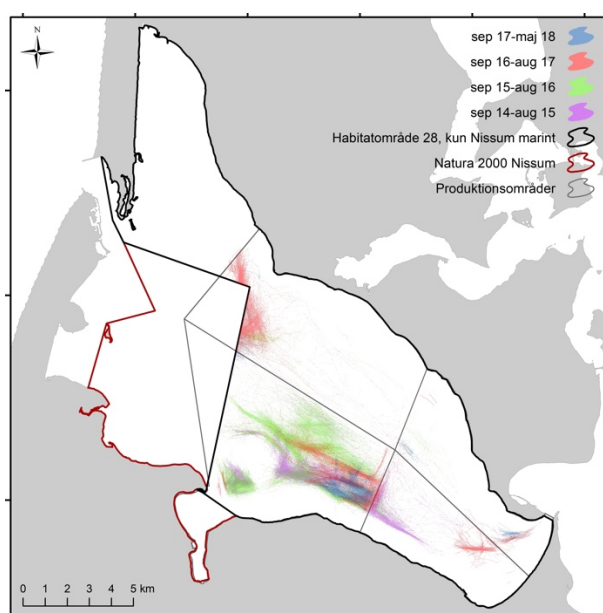 N
sep 17-maj 18
sep 16-aug 17
sep 15-aug 16
sep 14-aug 15
Habitatområde 28, kun Nissum marint
Natura 2000 Nissum
Produktionsområder
0 1 2 3 4 5 km